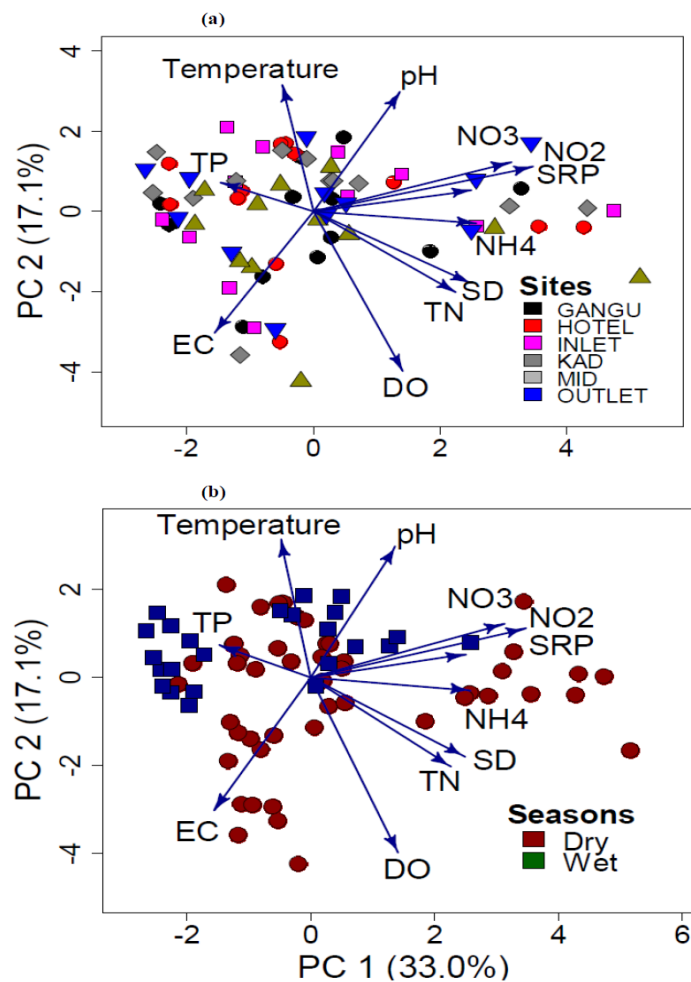 (a)
Temperature
pH
NO3
NO2
SRP
TP
NH4
SD
TN
EC
DO
Sites
GANGU
HOTEL
INLET
KAD
MID
OUTLET
4
2
0
-2
-4
PC 2 (17.1%)
-2 0 2 4
(b)
Temperature
pH
NO3
NO2
SRP
TP
NH4
SD
TN
EC
DO
Seasons
Dry
Wet
2
0
-2
-4
PC 2 (17.1%)
-2 0 2 4 6
PC 1 (33.0%)